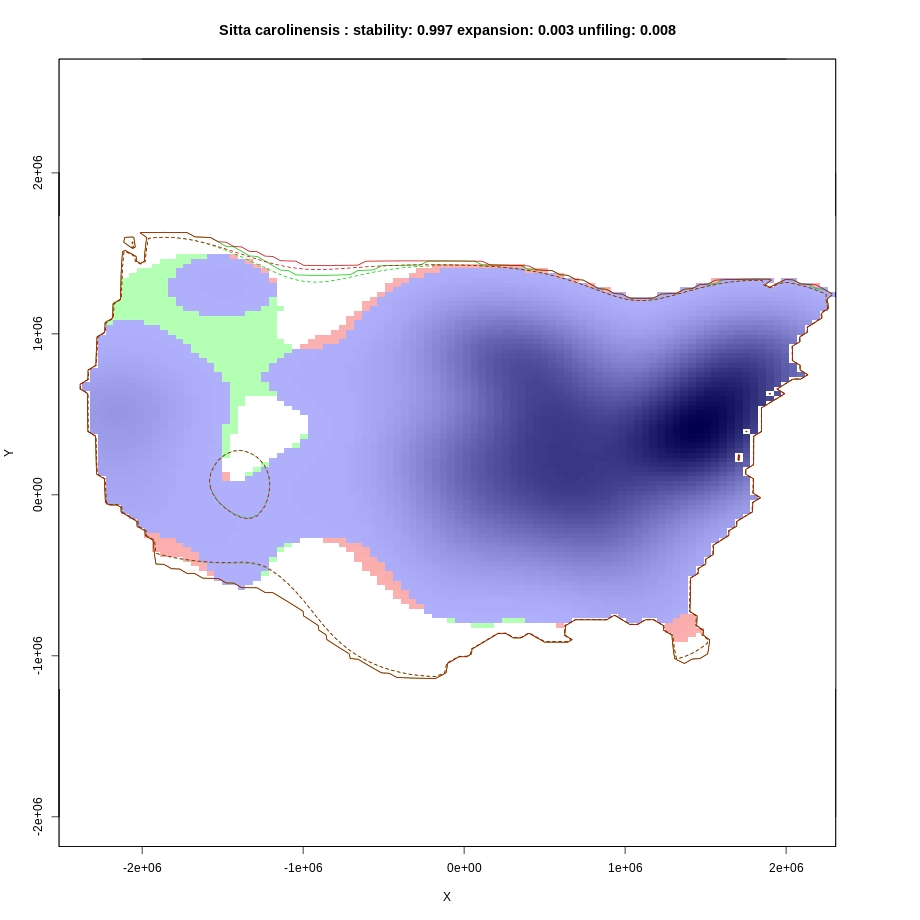 Sitta carolinensis : stability: 0.997 expansion: 0.003 unfiling: 0.008
2e+06
1e+06
Y
0e+00
-1e+06
-2e+06
-2e+06 -1e+06 0e+00 1e+06 2e+06
X